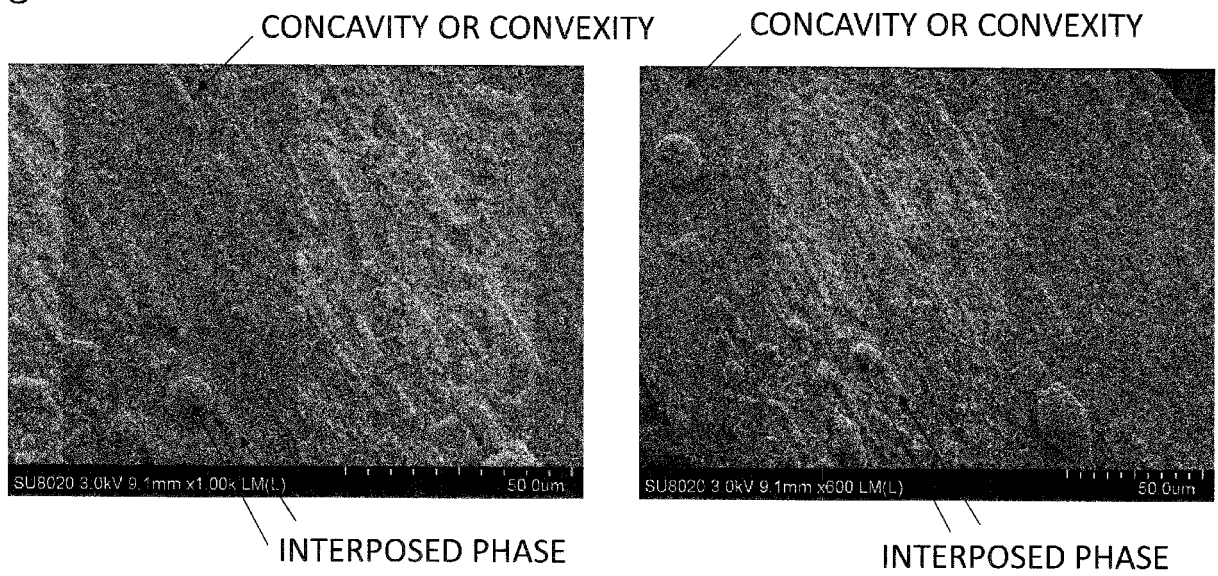 CONCAVITY OR CONVEXITY
CONCAVITY OR CONVEXITY
SU8020 3.0kV 9.1mm x1.00k LM(L) 50.0um
SU8020 3.0kV 9.1mm x600 LM(L) 50.0um
INTERPOSED PHASE
INTERPOSED PHASE